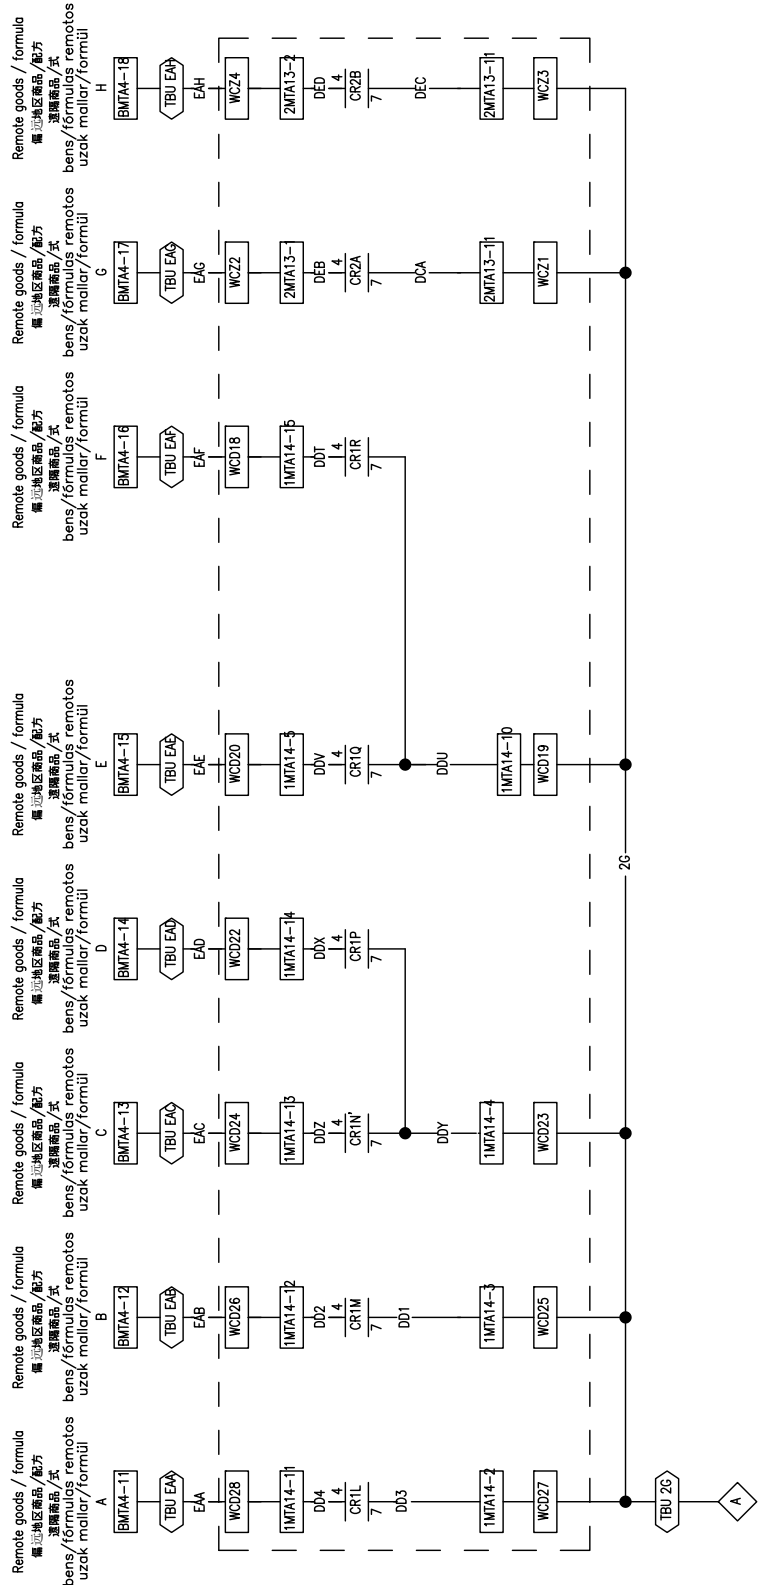 Remote goods / formula
偏远地区商品/配方
遠隔商品/式
bens/fórmulas remotos
uzak mallar/formül
A
BMTA4-11
TBU EAA
EAA
WCD28
1MTA14-11
DD4
4
CR1L
7
DD3
1MTA14-2
WCD27
Remote goods / formula
偏远地区商品/配方
遠隔商品/式
bens/fórmulas remotos
uzak mallar/formül
B
BMTA4-12
TBU EAB
EAB
WCD26
1MTA14-12
DD2
4
CR1M
7
DD1
1MTA14-3
WCD25
Remote goods / formula
偏远地区商品/配方
遠隔商品/式
bens/fórmulas remotos
uzak mallar/formül
C
BMTA4-13
TBU EAC
EAC
WCD24
1MTA14-13
DDZ
4
CR1N'
7
DDY
1MTA14-4
WCD23
Remote goods / formula
偏远地区商品/配方
遠隔商品/式
bens/fórmulas remotos
uzak mallar/formül
D
BMTA4-14
TBU EAD
EAD
WCD22
1MTA14-14
DDX
4
CR1P
7
Remote goods / formula
偏远地区商品/配方
遠隔商品/式
bens/fórmulas remotos
uzak mallar/formül
E
BMTA4-15
TBU EAE
EAE
WCD20
1MTA14-5
DDV
4
CR1Q
7
DDU
1MTA14-10
WCD19
Remote goods / formula
偏远地区商品/配方
遠隔商品/式
bens/fórmulas remotos
uzak mallar/formül
F
BMTA4-16
TBU EAF
EAF
WCD18
1MTA14-15
DDT
4
CR1R
7
Remote goods / formula
偏远地区商品/配方
遠隔商品/式
bens/fórmulas remotos
uzak mallar/formül
G
BMTA4-17
TBU EAG
EAG
WCZ2
2MTA13-1
DEB
4
CR2A
7
DCA
2MTA13-11
WCZ1
Remote goods / formula
偏远地区商品/配方
遠隔商品/式
bens/fórmulas remotos
uzak mallar/formül
H
BMTA4-18
TBU EAH
EAH
WCZ4
2MTA13-2
DED
4
CR2B
7
DEC
2MTA13-11
WCZ3
2G
TBU 2G
A